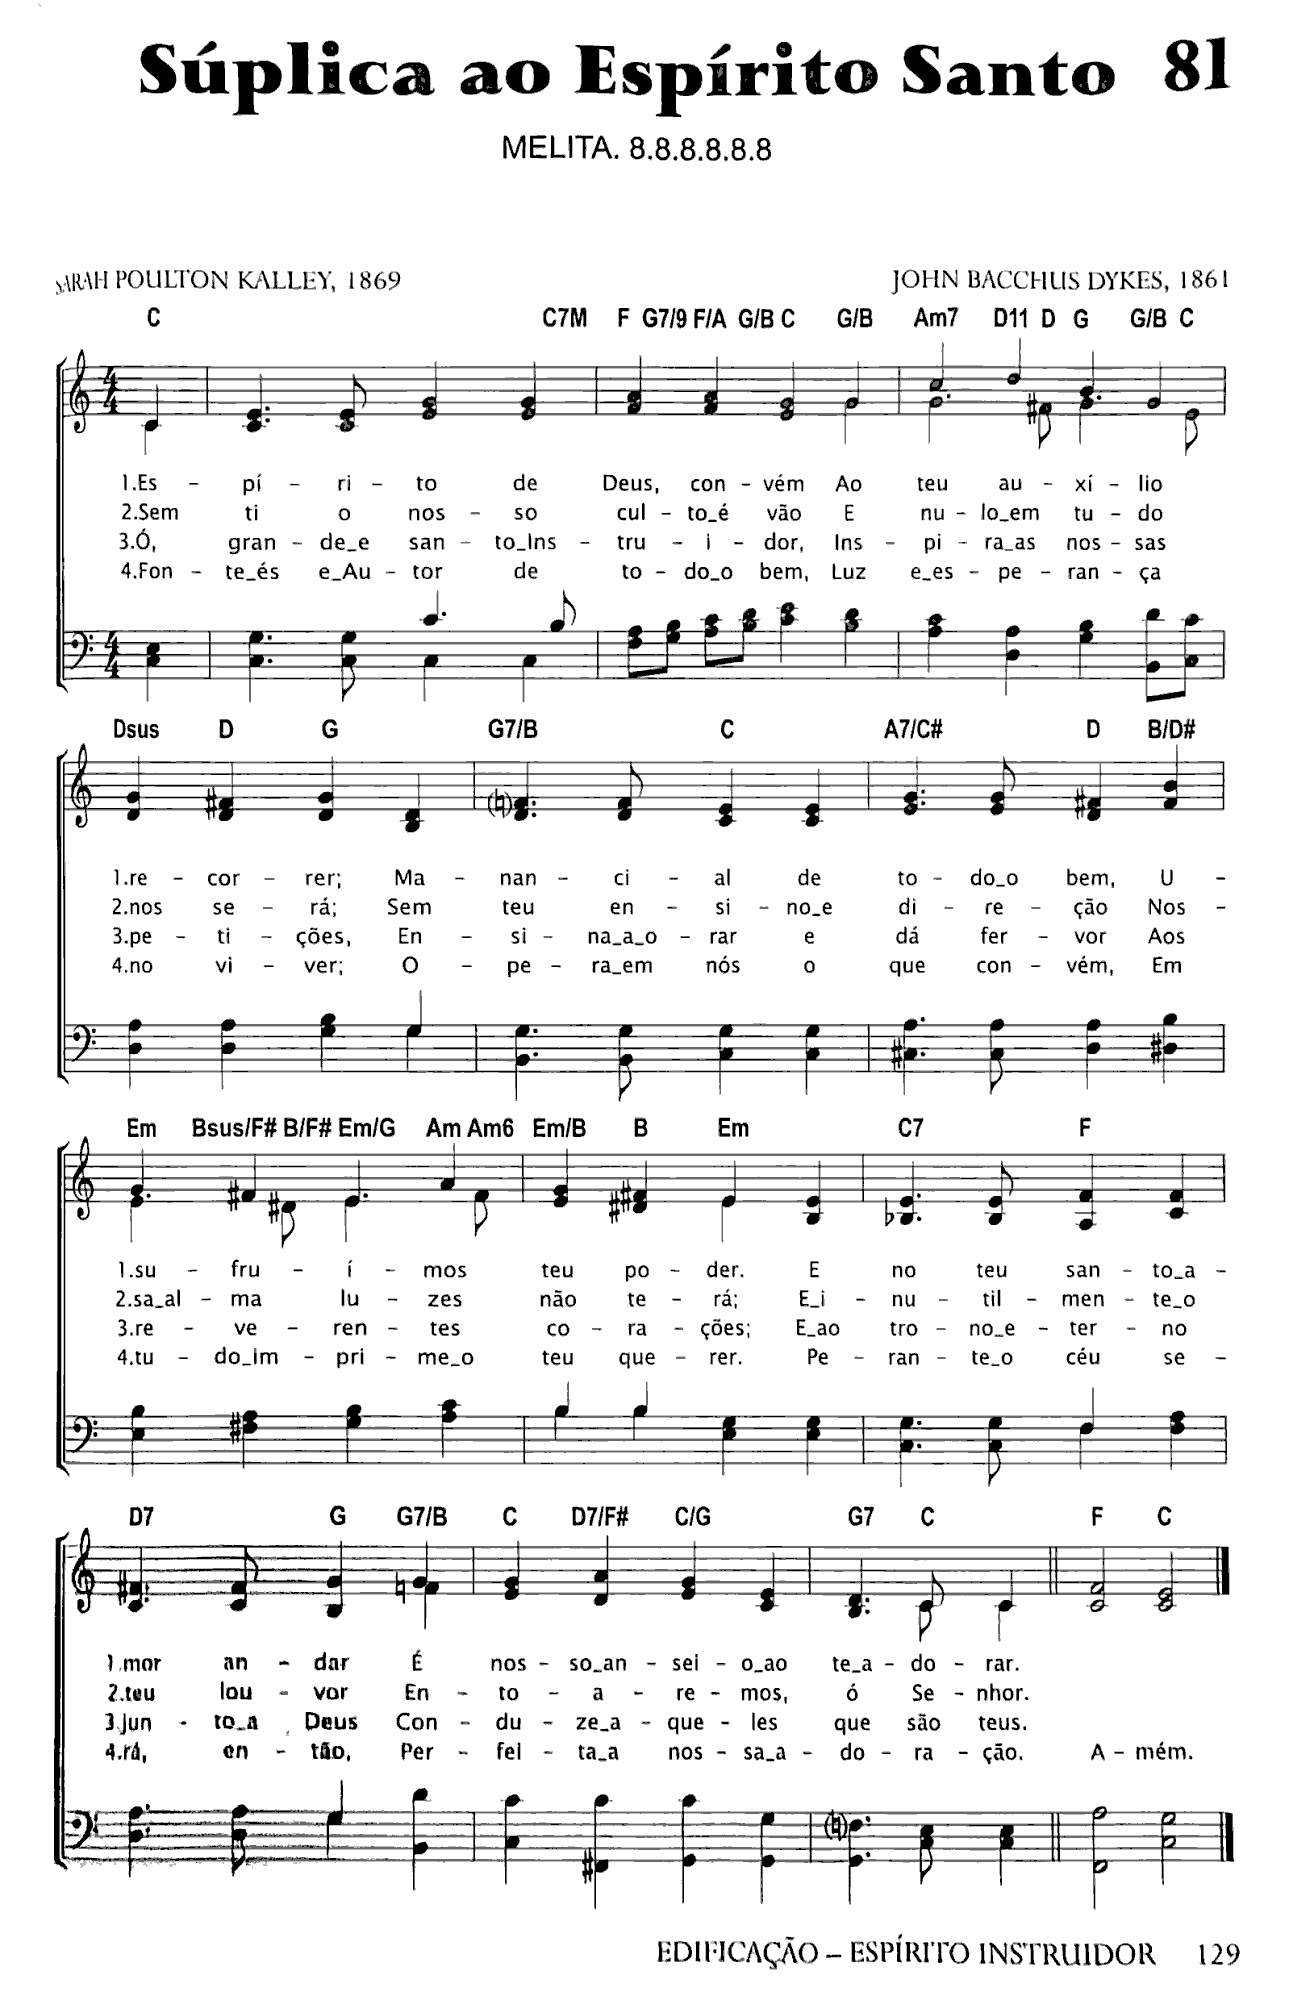 Súplica ao Espírito Santo 81
MELITA. 8.8.8.8.8.8
SARAH POULTON KALLEY, 1869 JOHN BACCHUS DYKES, 1861
C C7M F G7/9 F/A G/B C G/B Am7 D11 D G G/B C
4 4
1.Es - pí - ri - to de Deus, con - vém Ao teu au - xí - lio
2.Sem ti o nos - so cul - to_é vão E nu - lo_em tu - do
3.Ó, gran - de_e san - to_Ins - tru - i - dor, Ins - pi - ra_as nos - sas
4.Fon - te_és e_Au - tor de to - do_o bem, Luz e_es - pe - ran - ça
4 4
Dsus D G G7/B C A7/C# D B/D#
1.re - cor - rer; Ma - nan - ci - al de to - do_o bem, U -
2.nos se - rá; Sem teu en - si - no_e di - re - ção Nos -
3.pe - ti - ções, En - si - na_a_o - rar e dá fer - vor Aos
4.no vi - ver; O - pe - ra_em nós o que con - vém, Em
Em Bsus/F# B/F# Em/G Am Am6 Em/B B Em C7 F
1.su - fru - í - mos teu po - der. E no teu san - to_a -
2.sa_al - ma lu - zes não te - rá; E_i - nu - til - men - te_o
3.re - ve - ren - tes co - ra - ções; E_ao tro - no_e - ter - no
4.tu - do_im - pri - me_o teu que - rer. Pe - ran - te_o céu se -
D7 G G7/B C D7/F# C/G G7 C F C
1.mor an - dar É nos - so_an - sei - o_ao te_a - do - rar.
2.teu lou - vor En - to - a - re - mos, ó Se - nhor.
3.jun - to_a Deus Con - du - ze_a - que - les que são teus.
4.rá, en - tão, Per - fei - ta_a nos - sa_a - do - ra - ção. A - mém.
EDIFICAÇÃO – ESPÍRITO INSTRUIDOR 129